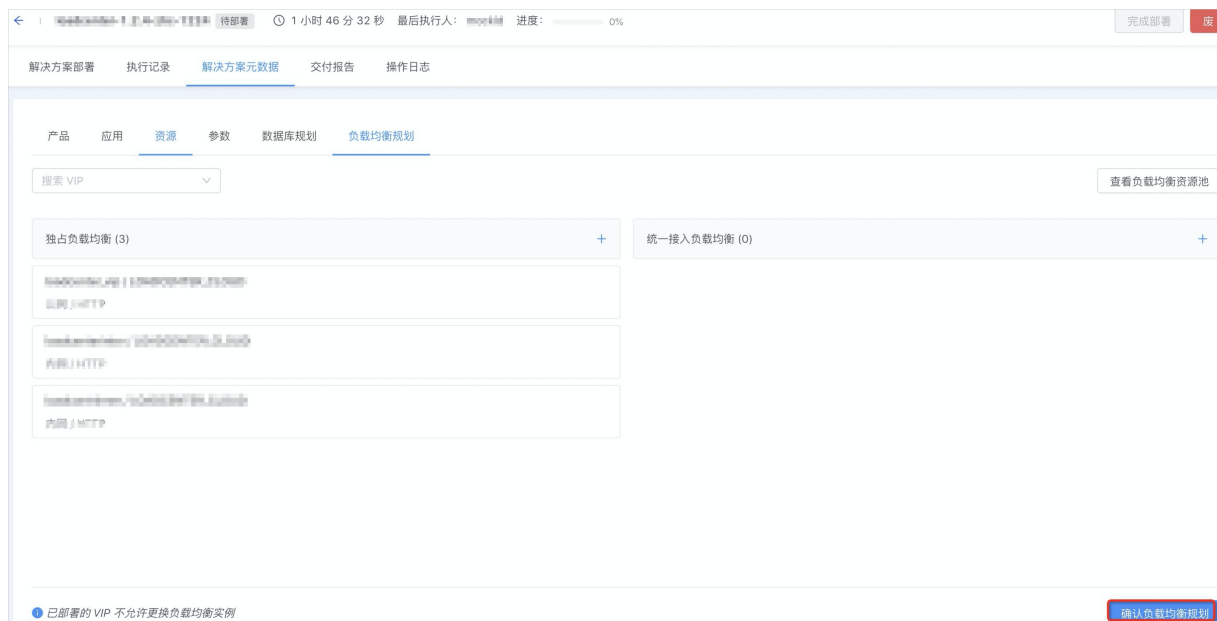 待部署 1 小时 46 分 32 秒 最后执行人： 进度： 0% 完成部署 废
解决方案部署 执行记录 解决方案元数据 交付报告 操作日志
产品 应用 资源 参数 数据库规划 负载均衡规划
搜索 VIP 查看负载均衡资源池
独占负载均衡 (3) + 统一接入负载均衡 (0) +
已部署的 VIP 不允许更换负载均衡实例 确认负载均衡规划